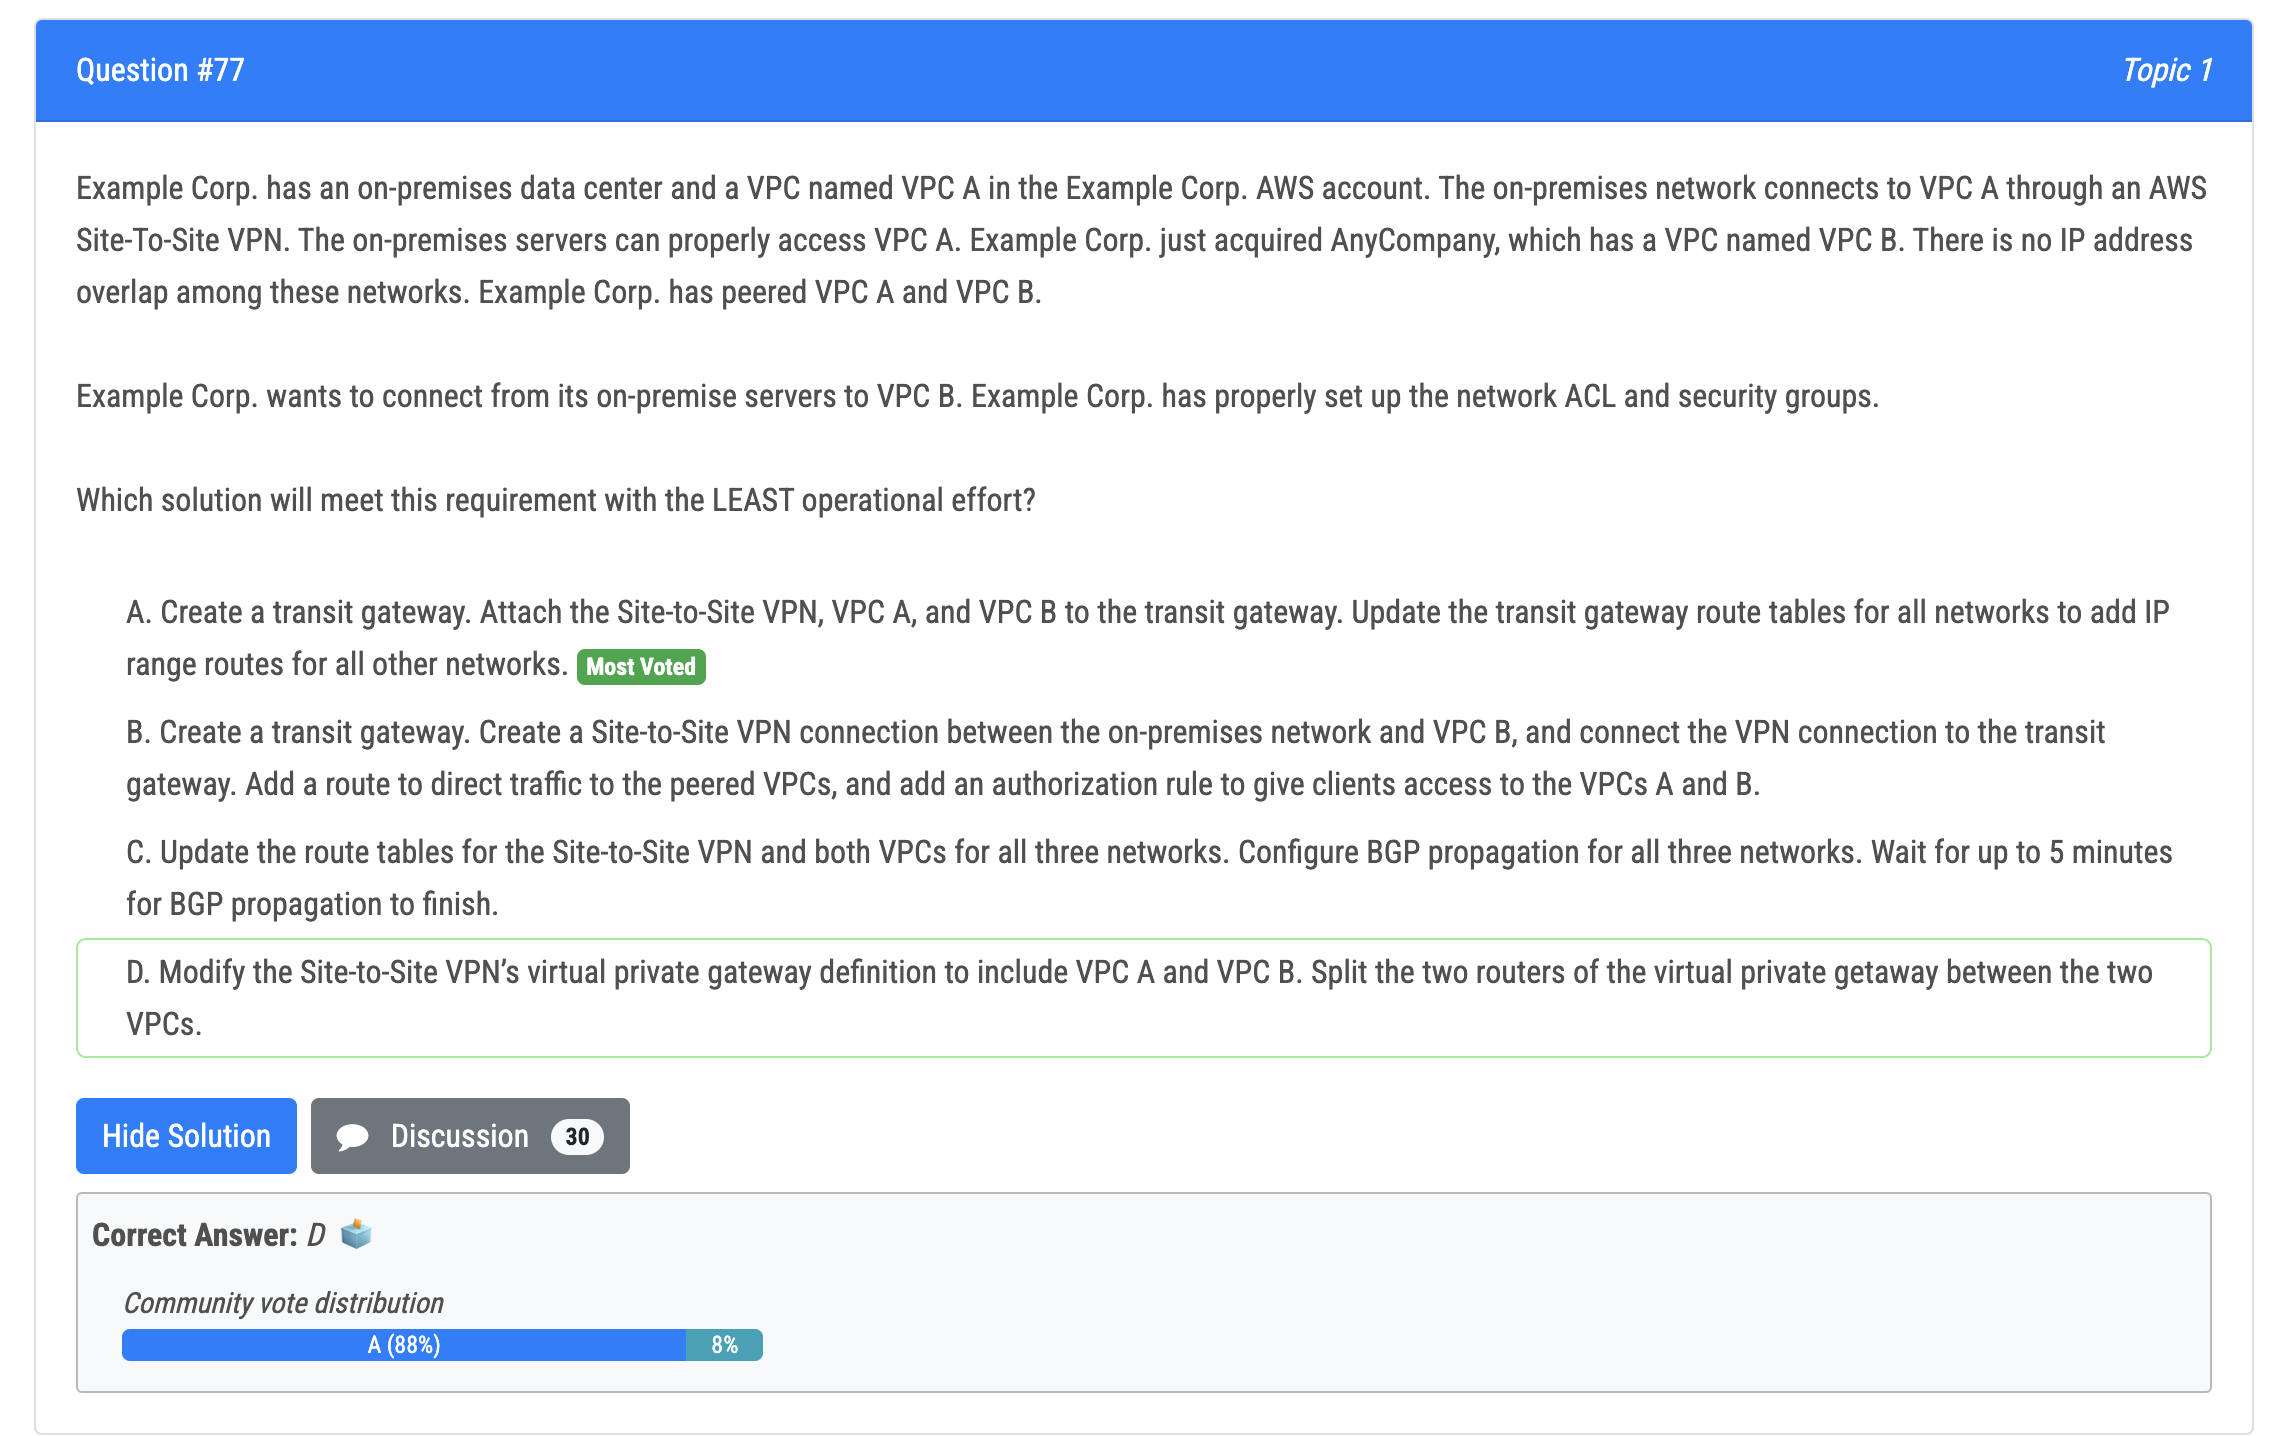 Question #77
Topic 1
Example Corp. has an on-premises data center and a VPC named VPC A in the Example Corp. AWS account. The on-premises network connects to VPC A through an AWS
Site-To-Site VPN. The on-premises servers can properly access VPC A. Example Corp. just acquired AnyCompany, which has a VPC named VPC B. There is no IP address
overlap among these networks. Example Corp. has peered VPC A and VPC B.
Example Corp. wants to connect from its on-premise servers to VPC B. Example Corp. has properly set up the network ACL and security groups.
Which solution will meet this requirement with the LEAST operational effort?
A. Create a transit gateway. Attach the Site-to-Site VPN, VPC A, and VPC B to the transit gateway. Update the transit gateway route tables for all networks to add IP
range routes for all other networks. Most Voted
B. Create a transit gateway. Create a Site-to-Site VPN connection between the on-premises network and VPC B, and connect the VPN connection to the transit
gateway. Add a route to direct traffic to the peered VPCs, and add an authorization rule to give clients access to the VPCs A and B.
C. Update the route tables for the Site-to-Site VPN and both VPCs for all three networks. Configure BGP propagation for all three networks. Wait for up to 5 minutes
for BGP propagation to finish.
D. Modify the Site-to-Site VPN’s virtual private gateway definition to include VPC A and VPC B. Split the two routers of the virtual private getaway between the two
VPCs.
Hide Solution
Discussion 30
Correct Answer: D
Community vote distribution
A (88%)
8%